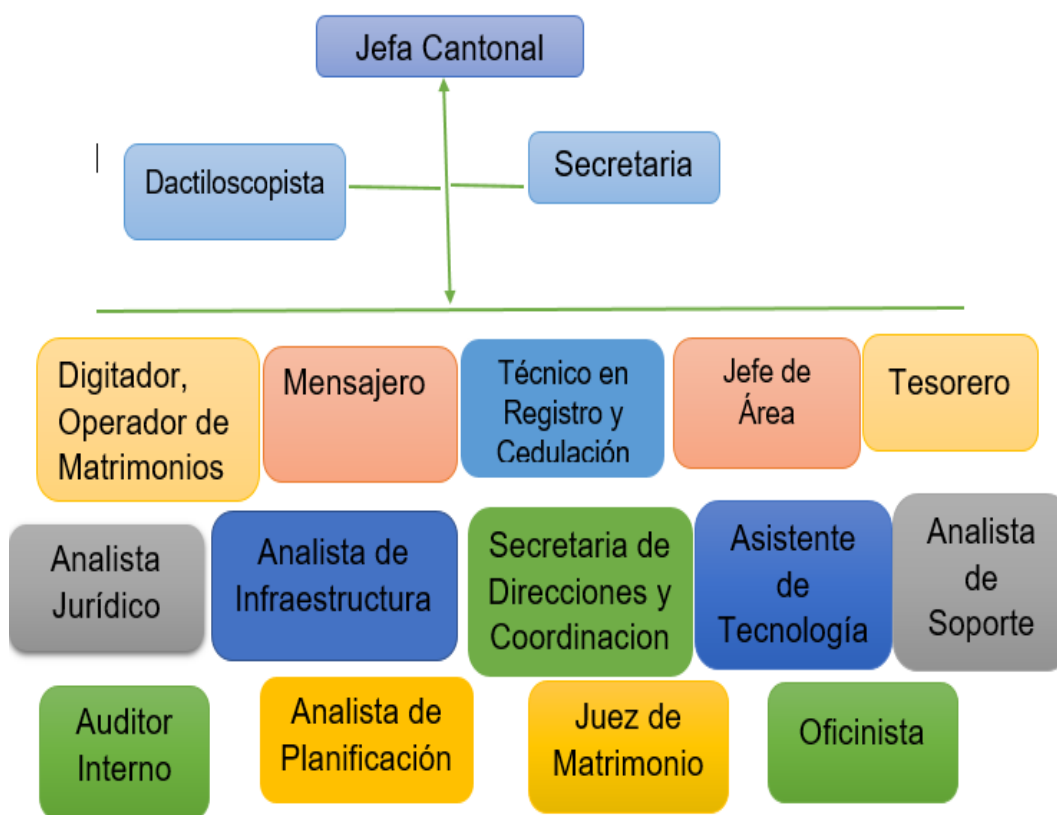 Jefa Cantonal
Dactiloscopista
Secretaria
Digitador,
Operador de
Matrimonios
Mensajero
Técnico en
Registro y
Cedulación
Jefe de
Área
Tesorero
Analista
Jurídico
Analista de
Infraestructura
Secretaria de
Direcciones y
Coordinacion
Asistente
de
Tecnología
Analista
de
Soporte
Auditor
Interno
Analista de
Planificación
Juez de
Matrimonio
Oficinista